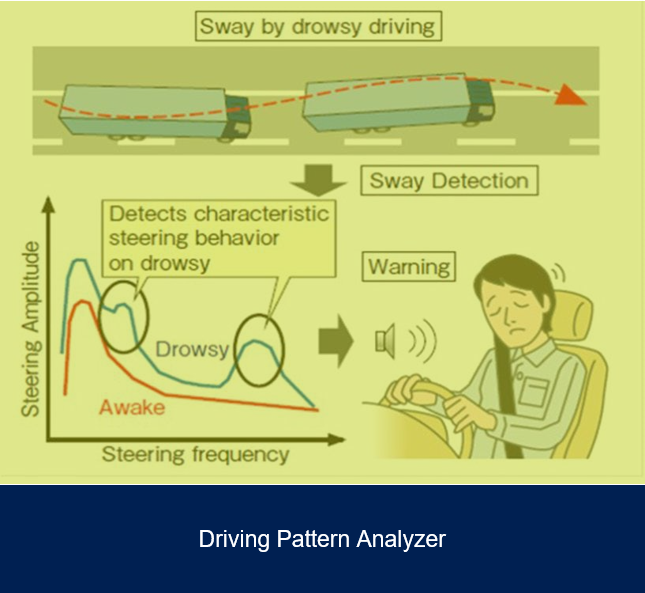 Sway by drowsy driving
Sway Detection
Detects characteristic
steering behavior
on drowsy
Warning
Steering Amplitude
Drowsy
Awake
Steering frequency
Driving Pattern Analyzer